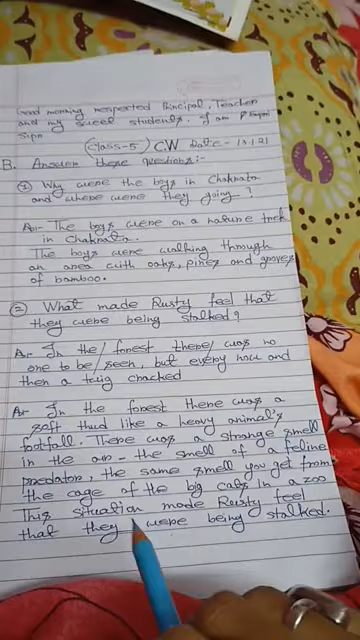 Good morning respected Principal, Teacher
and my sweet students. I am P
Sign
Class-5 CW Date - 13.1.21
B. Answer these questions:-
① Why were the boys in Chakrata
and where were they going?
Ans- The boys were on a nature trek
in Chakrata.
The boys were walking through
an area with oaks, pines and groves
of bamboo.
② What made Rusty feel that
they were being stalked?
An- In the forest there was no
one to be seen, but every now and
then a twig cracked
An- In the forest there was a
soft thud like a heavy animal's
footfall. There was a strange smell
in the air - the smell of a feline
predator, the same smell you get from
the cage of the big cats in a zoo
This situation made Rusty feel
that they were being stalked.